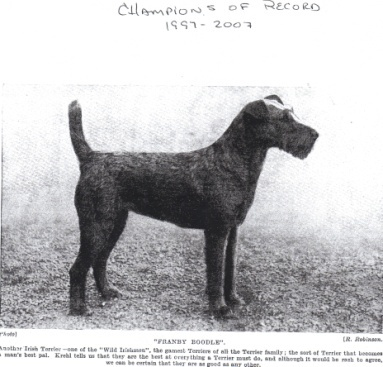 CHAMPIONS OF RECORD
1997-2007
Photo] "FRANBY BOODLE". [H. Robinson.
Another Irish Terrier—one of the "Wild Irishmen", the gamest Terriers of all the Terrier family; the sort of Terrier that becomes
a man's best pal. Krehl tells us that they are the best at everything a Terrier must do, and although it would be rash to agree,
we can be certain that they are as good as any other.